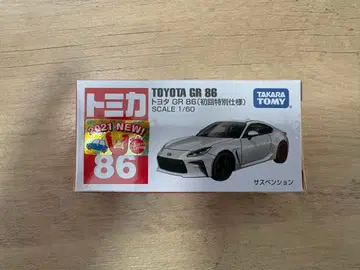 トミカ
2021 NEW!
86
TOYOTA GR 86
トヨタ GR 86(初回特別仕様)
SCALE 1/60
TAKARA
TOMY
サスペンション